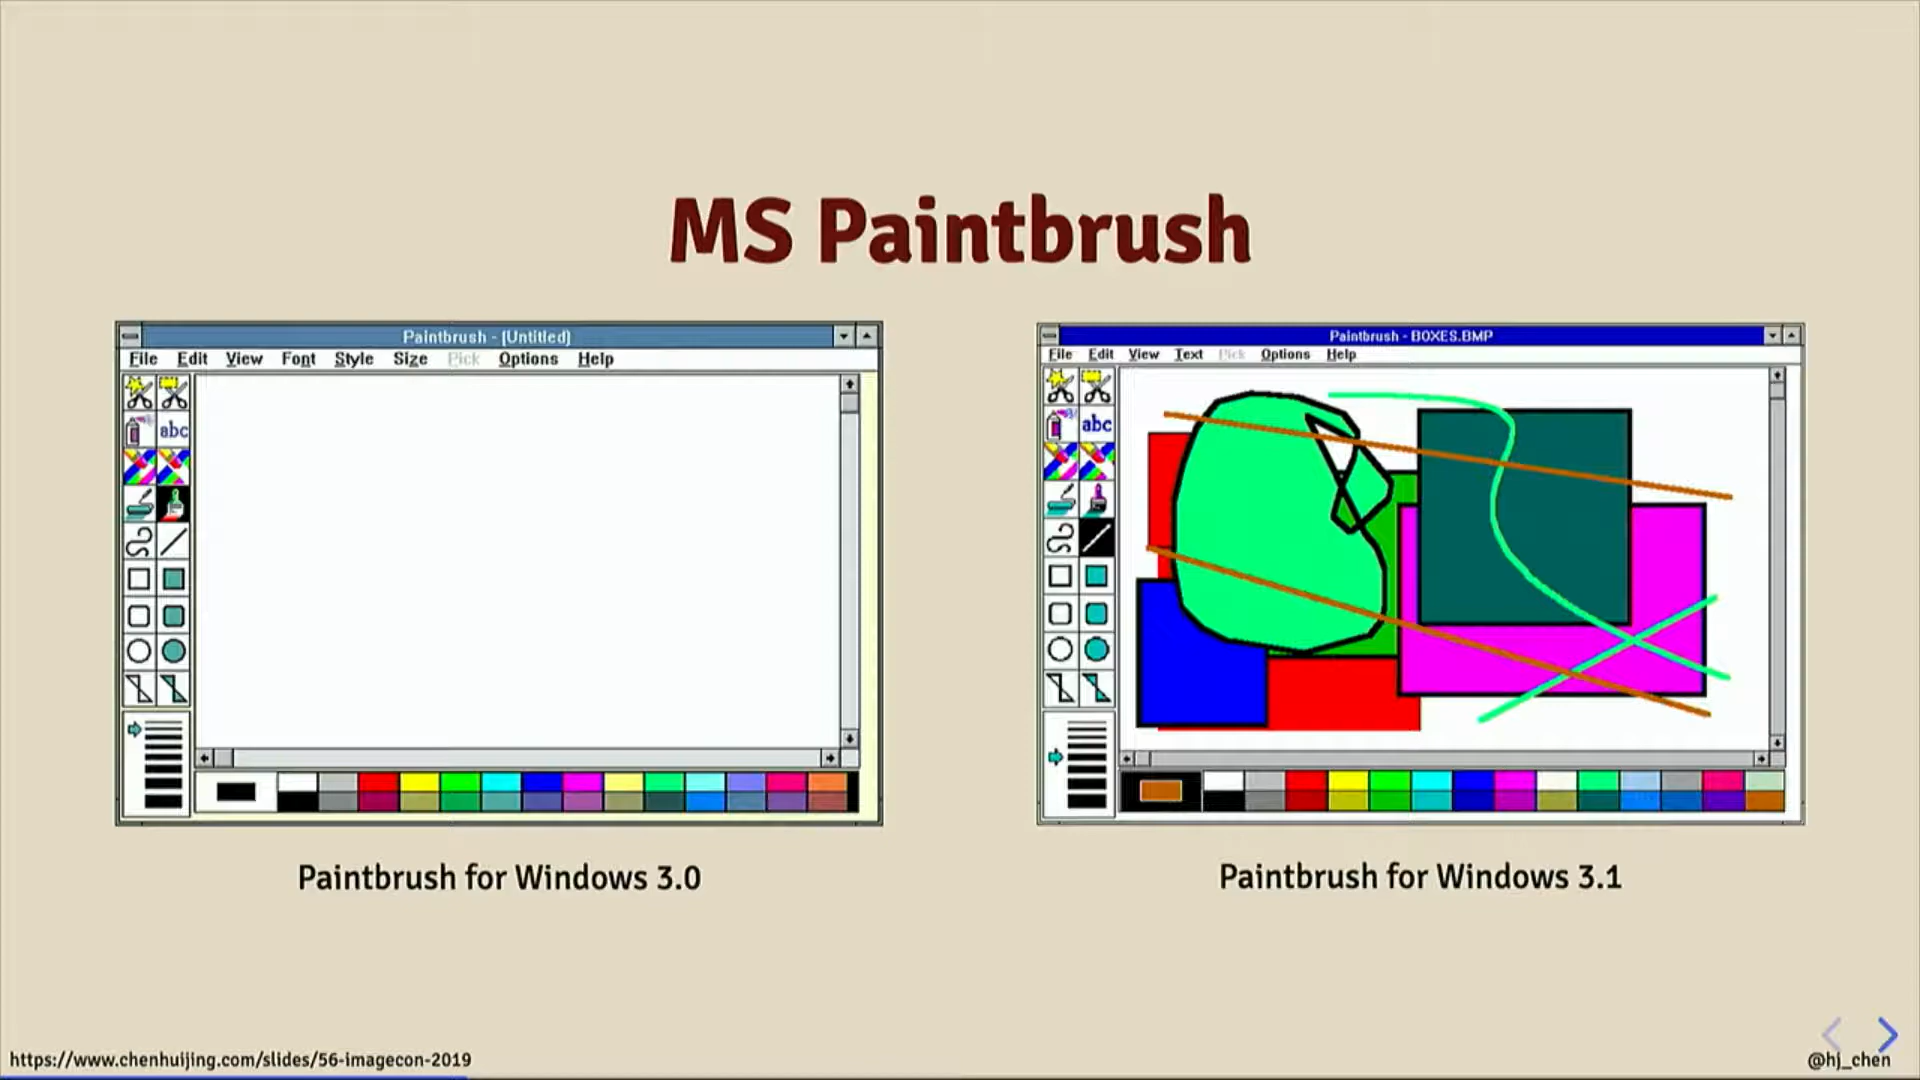 MS Paintbrush
Paintbrush - [Untitled]
File Edit View Font Style Size Pick Options Help
abc
Paintbrush for Windows 3.0
Paintbrush - BOXES.BMP
File Edit View Text Pick Options Help
abc
Paintbrush for Windows 3.1
https://www.chenhuijing.com/slides/56-imagecon-2019
@hj_chen